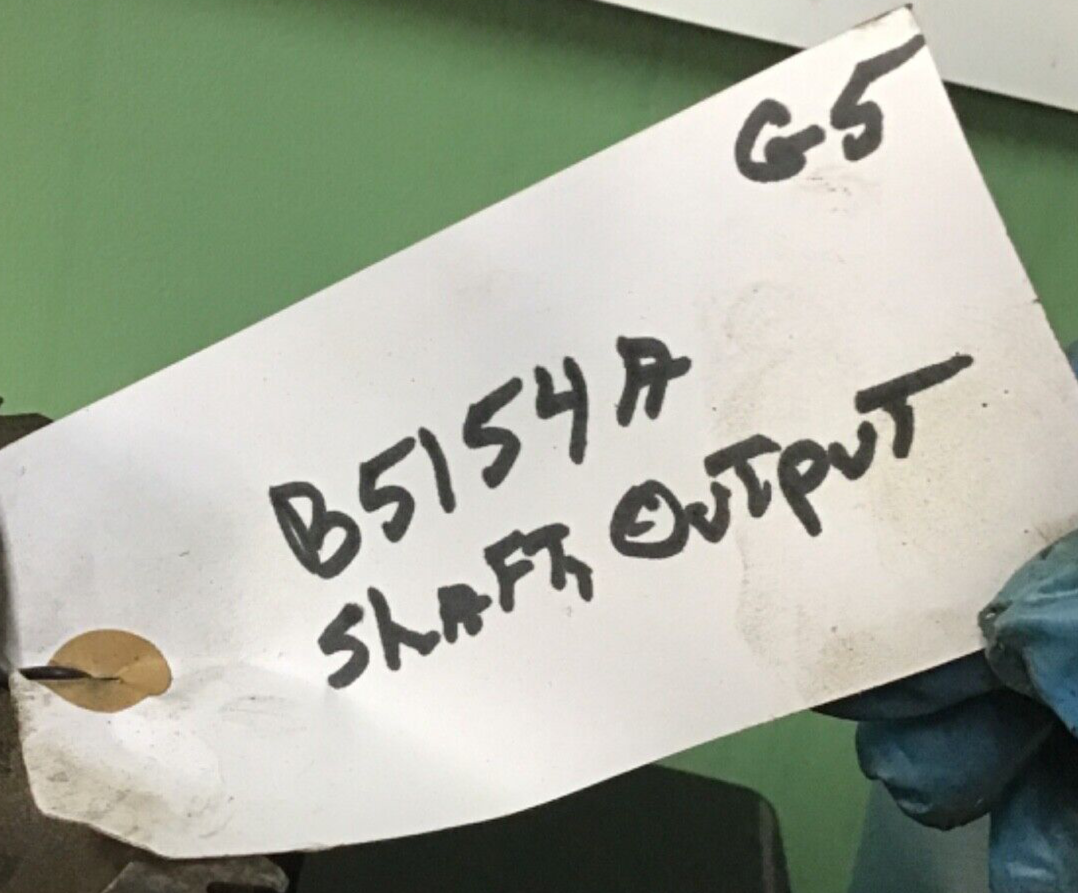 G5
B5154A
ShAFT, OuTPuT